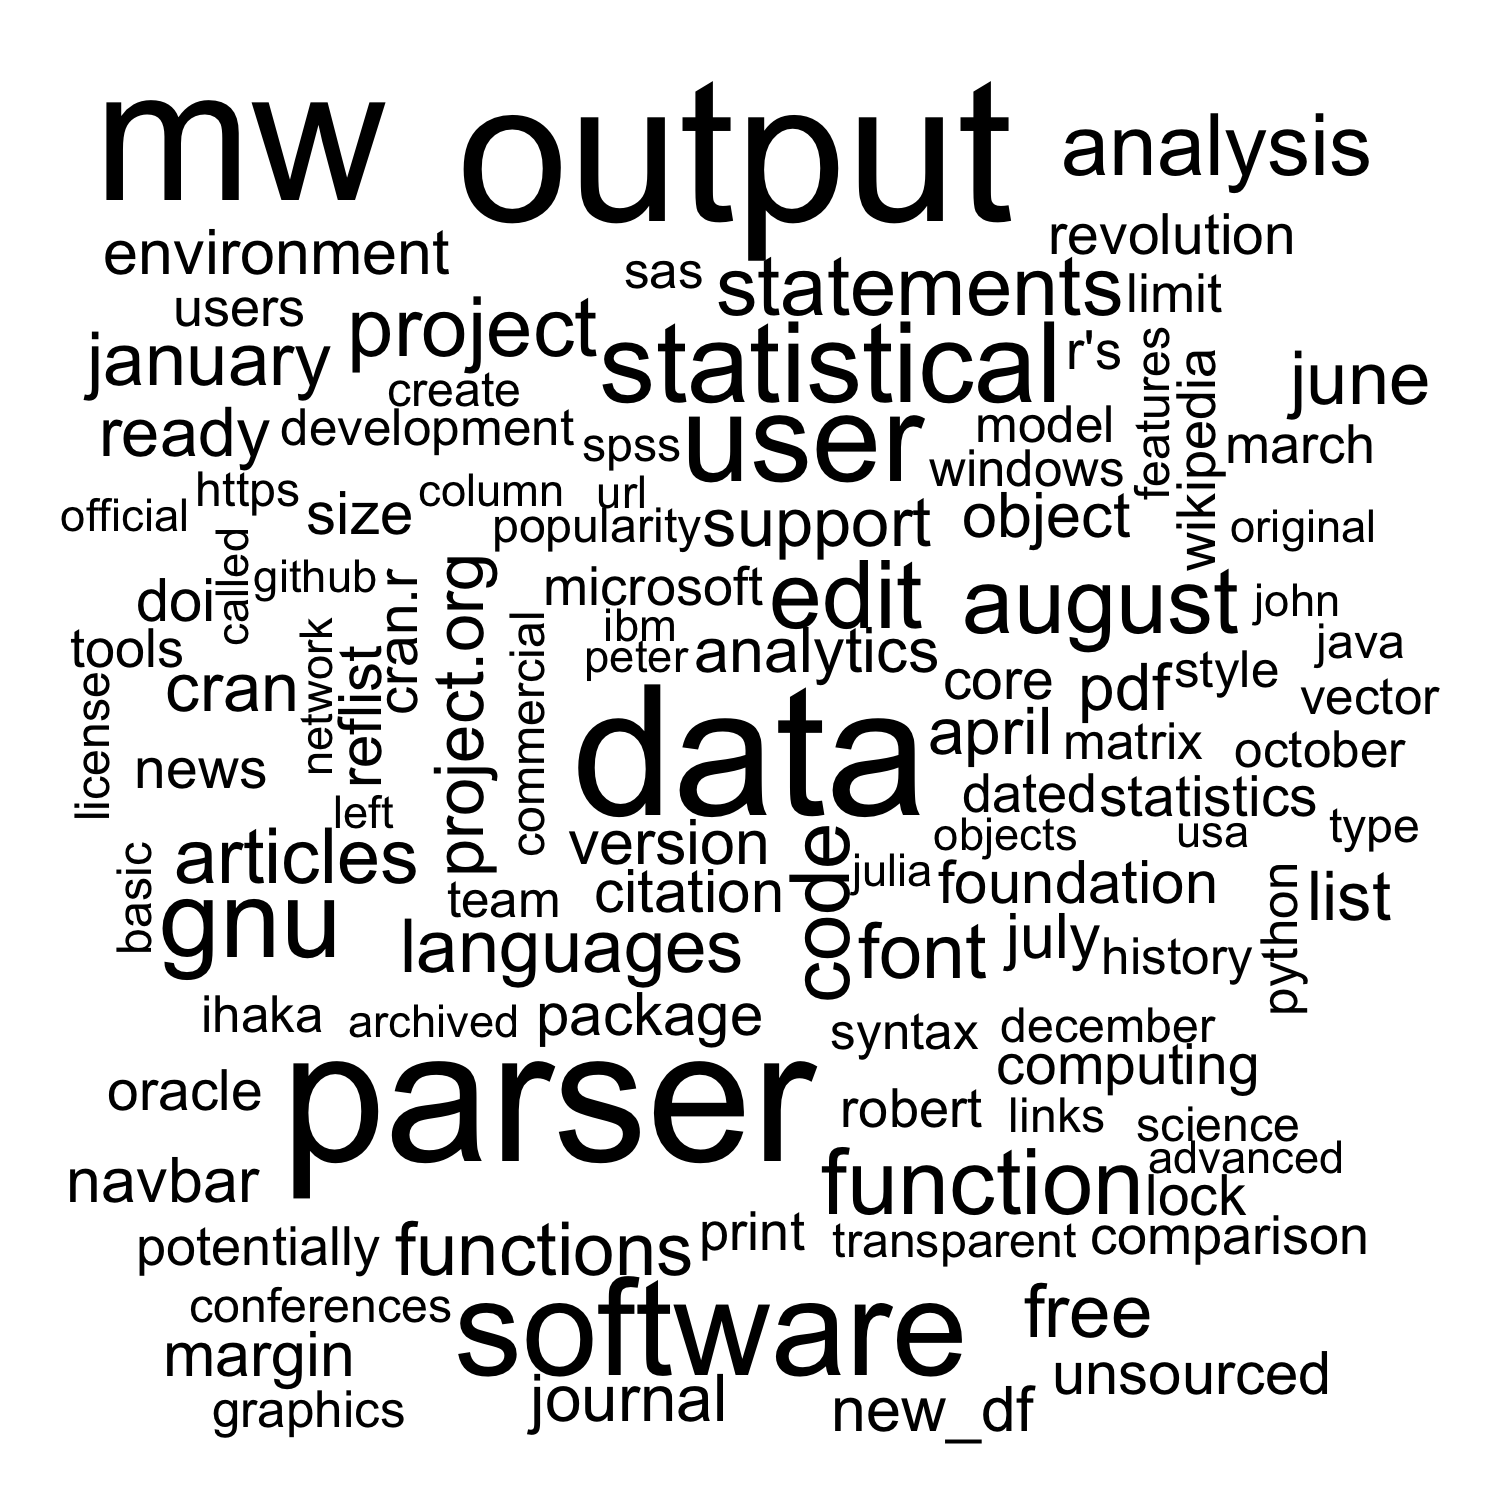 mw output analysis
environment revolution
sas statements limit
users project
january statistical r's features wikipedia june
create
ready development spss user model march
windows
official https size column url
popularity support object original
called github doi cran.r project.org microsoft edit august john
tools network reflist commercial ibm
peter analytics java
license cran core pdf style vector
news data april matrix october
left dated statistics
basic articles version code objects usa type
team citation julia foundation python list
gnu languages font july history
ihaka archived package syntax december
computing
oracle parser robert links science
advanced
navbar function lock
potentially functions print transparent comparison
conferences software free
margin unsourced
graphics journal new_df